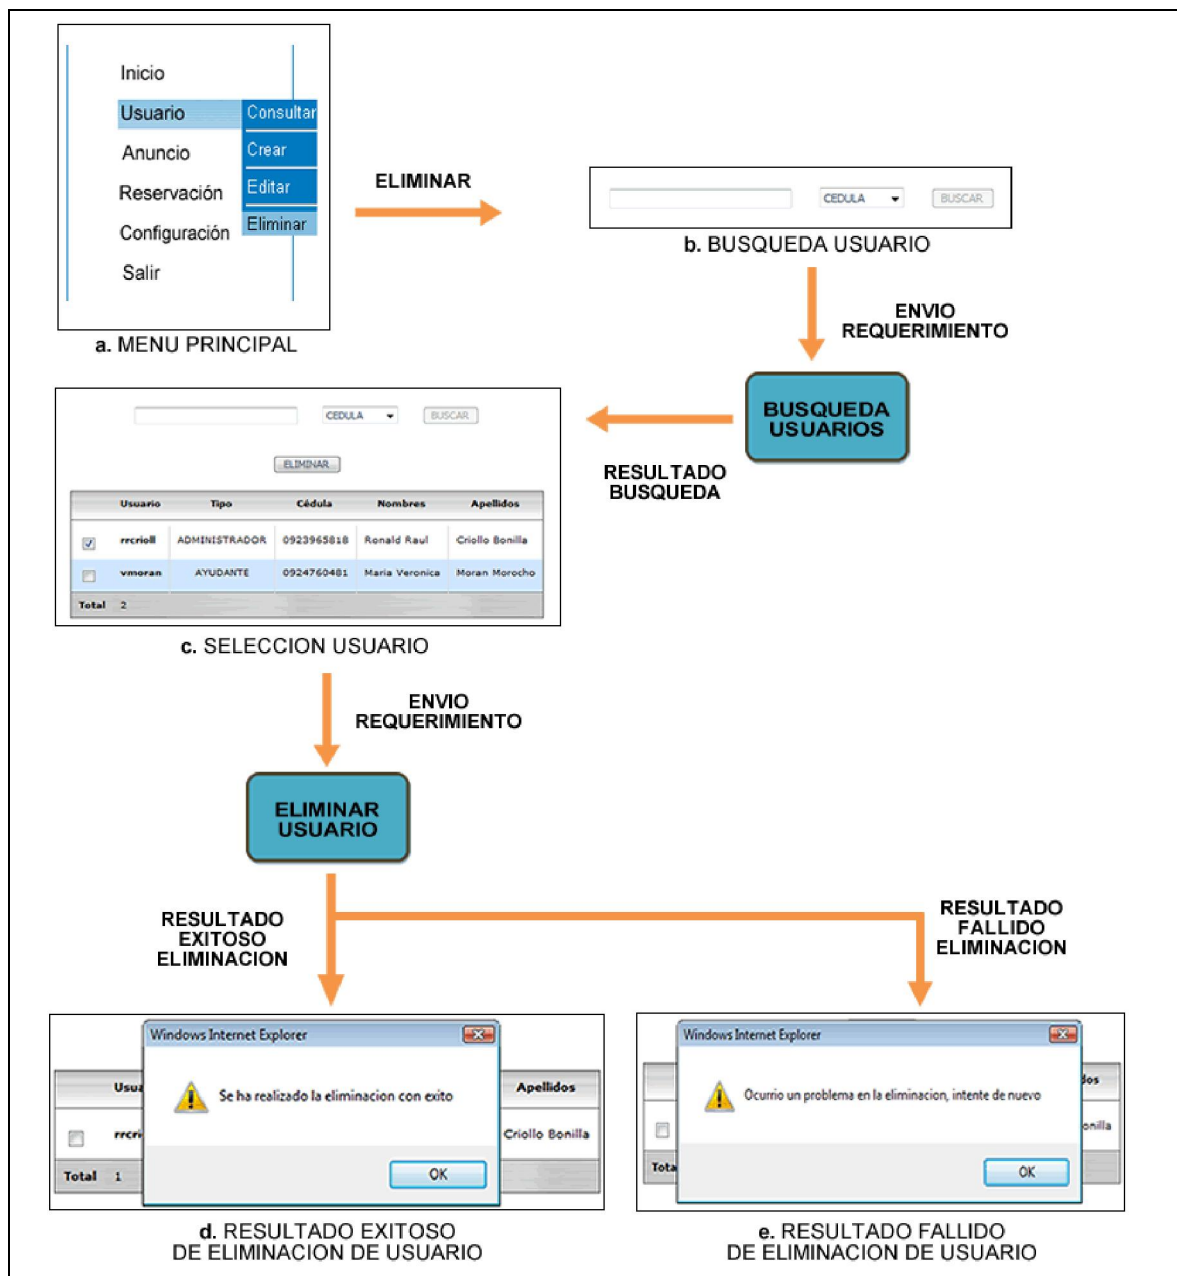 Inicio
Usuario
Consultar
Anuncio
Crear
Reservación
Editar
Configuración
Eliminar
Salir
a. MENU PRINCIPAL
ELIMINAR
CEDULA
BUSCAR
b. BUSQUEDA USUARIO
ENVIO
REQUERIMIENTO
BUSQUEDA
USUARIOS
RESULTADO
BUSQUEDA
CEDULA
BUSCAR
ELIMINAR
Usuario Tipo Cédula Nombres Apellidos
rrcrioll ADMINISTRADOR 0923965818 Ronald Raul Criollo Bonilla
vmoran AYUDANTE 0924760481 Maria Veronica Moran Morocho
Total 2
c. SELECCION USUARIO
ENVIO
REQUERIMIENTO
ELIMINAR
USUARIO
RESULTADO
EXITOSO
ELIMINACION
RESULTADO
FALLIDO
ELIMINACION
Windows Internet Explorer
Usua
Apellidos
Se ha realizado la eliminacion con exito
rrcri
Criollo Bonilla
Total 1
OK
d. RESULTADO EXITOSO
DE ELIMINACION DE USUARIO
Windows Internet Explorer
dos
Ocurrio un problema en la eliminacion, intente de nuevo
onilla
Tota
OK
e. RESULTADO FALLIDO
DE ELIMINACION DE USUARIO